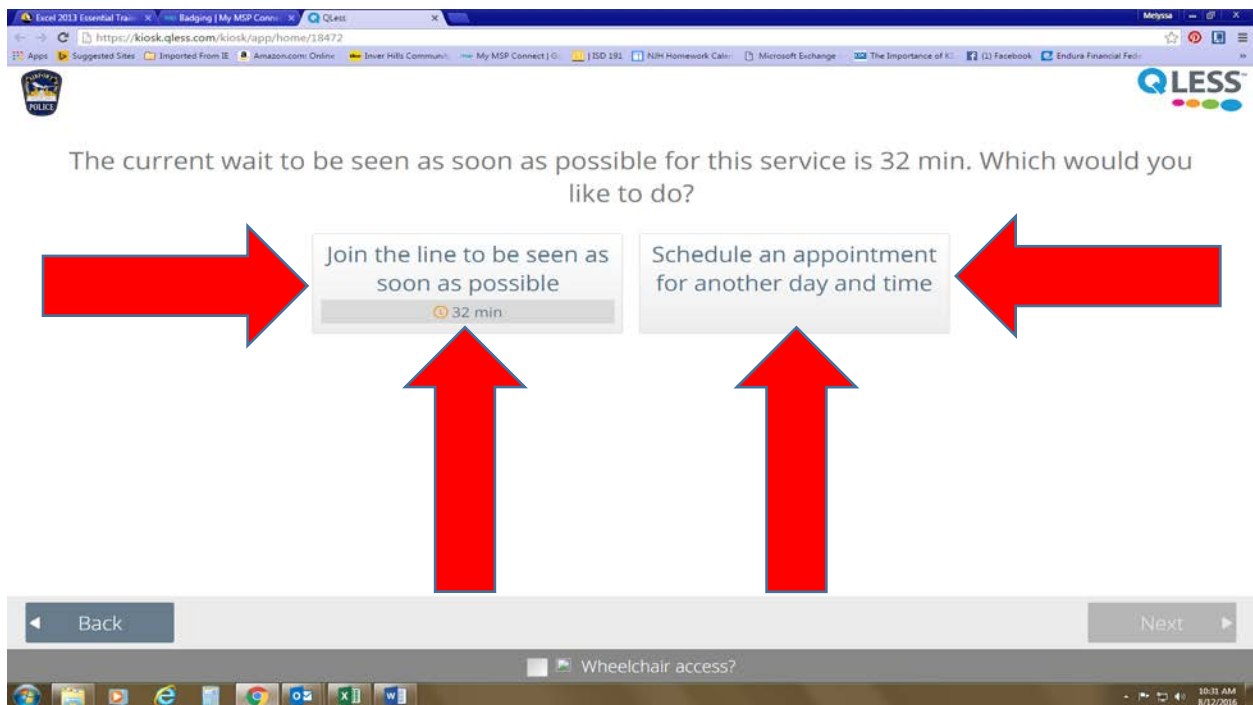 Excel 2013 Essential Trai
Badging | My MSP Conne
QLess
Melyssa
https://kiosk.qless.com/kiosk/app/home/18472
Apps
Suggested Sites
Imported From IE
Amazon.com: Online
Inver Hills Communit
My MSP Connect | G
| ISD 191
NJH Homework Cale
Microsoft Exchange
The Importance of K
(1) Facebook
Endura Financial Fed
POLICE
QLESS
The current wait to be seen as soon as possible for this service is 32 min. Which would you
like to do?
Join the line to be seen as
soon as possible
32 min
Schedule an appointment
for another day and time
Back
Next
Wheelchair access?
10:31 AM
8/12/2016